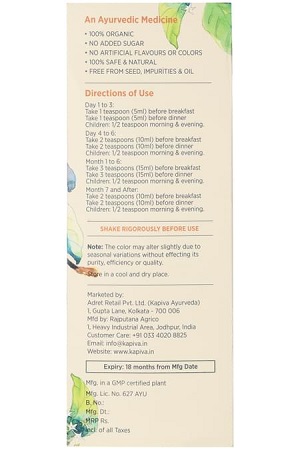 An Ayurvedic Medicine
• 100% ORGANIC
• NO ADDED SUGAR
• NO ARTIFICIAL FLAVOURS OR COLORS
• 100% SAFE & NATURAL
• FREE FROM SEED, IMPURITIES & OIL
Directions of Use
Day 1 to 3:
Take 1 teaspoon (5ml) before breakfast
Take 1 teaspoon (5ml) before dinner
Children: 1/2 teaspoon morning & evening.
Day 4 to 6:
Take 2 teaspoons (10ml) before breakfast
Take 2 teaspoons (10ml) before dinner
Children: 1/2 teaspoon morning & evening.
Month 1 to 6:
Take 3 teaspoons (15ml) before breakfast
Take 3 teaspoons (15ml) before dinner
Children: 1/2 teaspoon morning & evening.
Month 7 and After:
Take 2 teaspoons (10ml) before breakfast
Take 2 teaspoons (10ml) before dinner
Children: 1/2 teaspoon morning & evening
SHAKE RIGOROUSLY BEFORE USE
Note: The color may alter slightly due to
seasonal variations without effecting its
purity, efficiency or quality.
Store in a cool and dry place.
Marketed by:
Adret Retail Pvt. Ltd. (Kapiva Ayurveda)
1, Gupta Lane, Kolkata - 700 006
Mfd by: Rajputana Agrico
1, Heavy Industrial Area, Jodhpur, India
Customer Care: +91 033 4020 8825
Email: info@kapiva.in
Website: www.kapiva.in
Expiry: 18 months from Mfg Date
Mfg. in a GMP certified plant
Mfg. Lic. No. 627 AYU
B. No.:
Mfg. Dt.:
MRP Rs.
Incl. of all Taxes